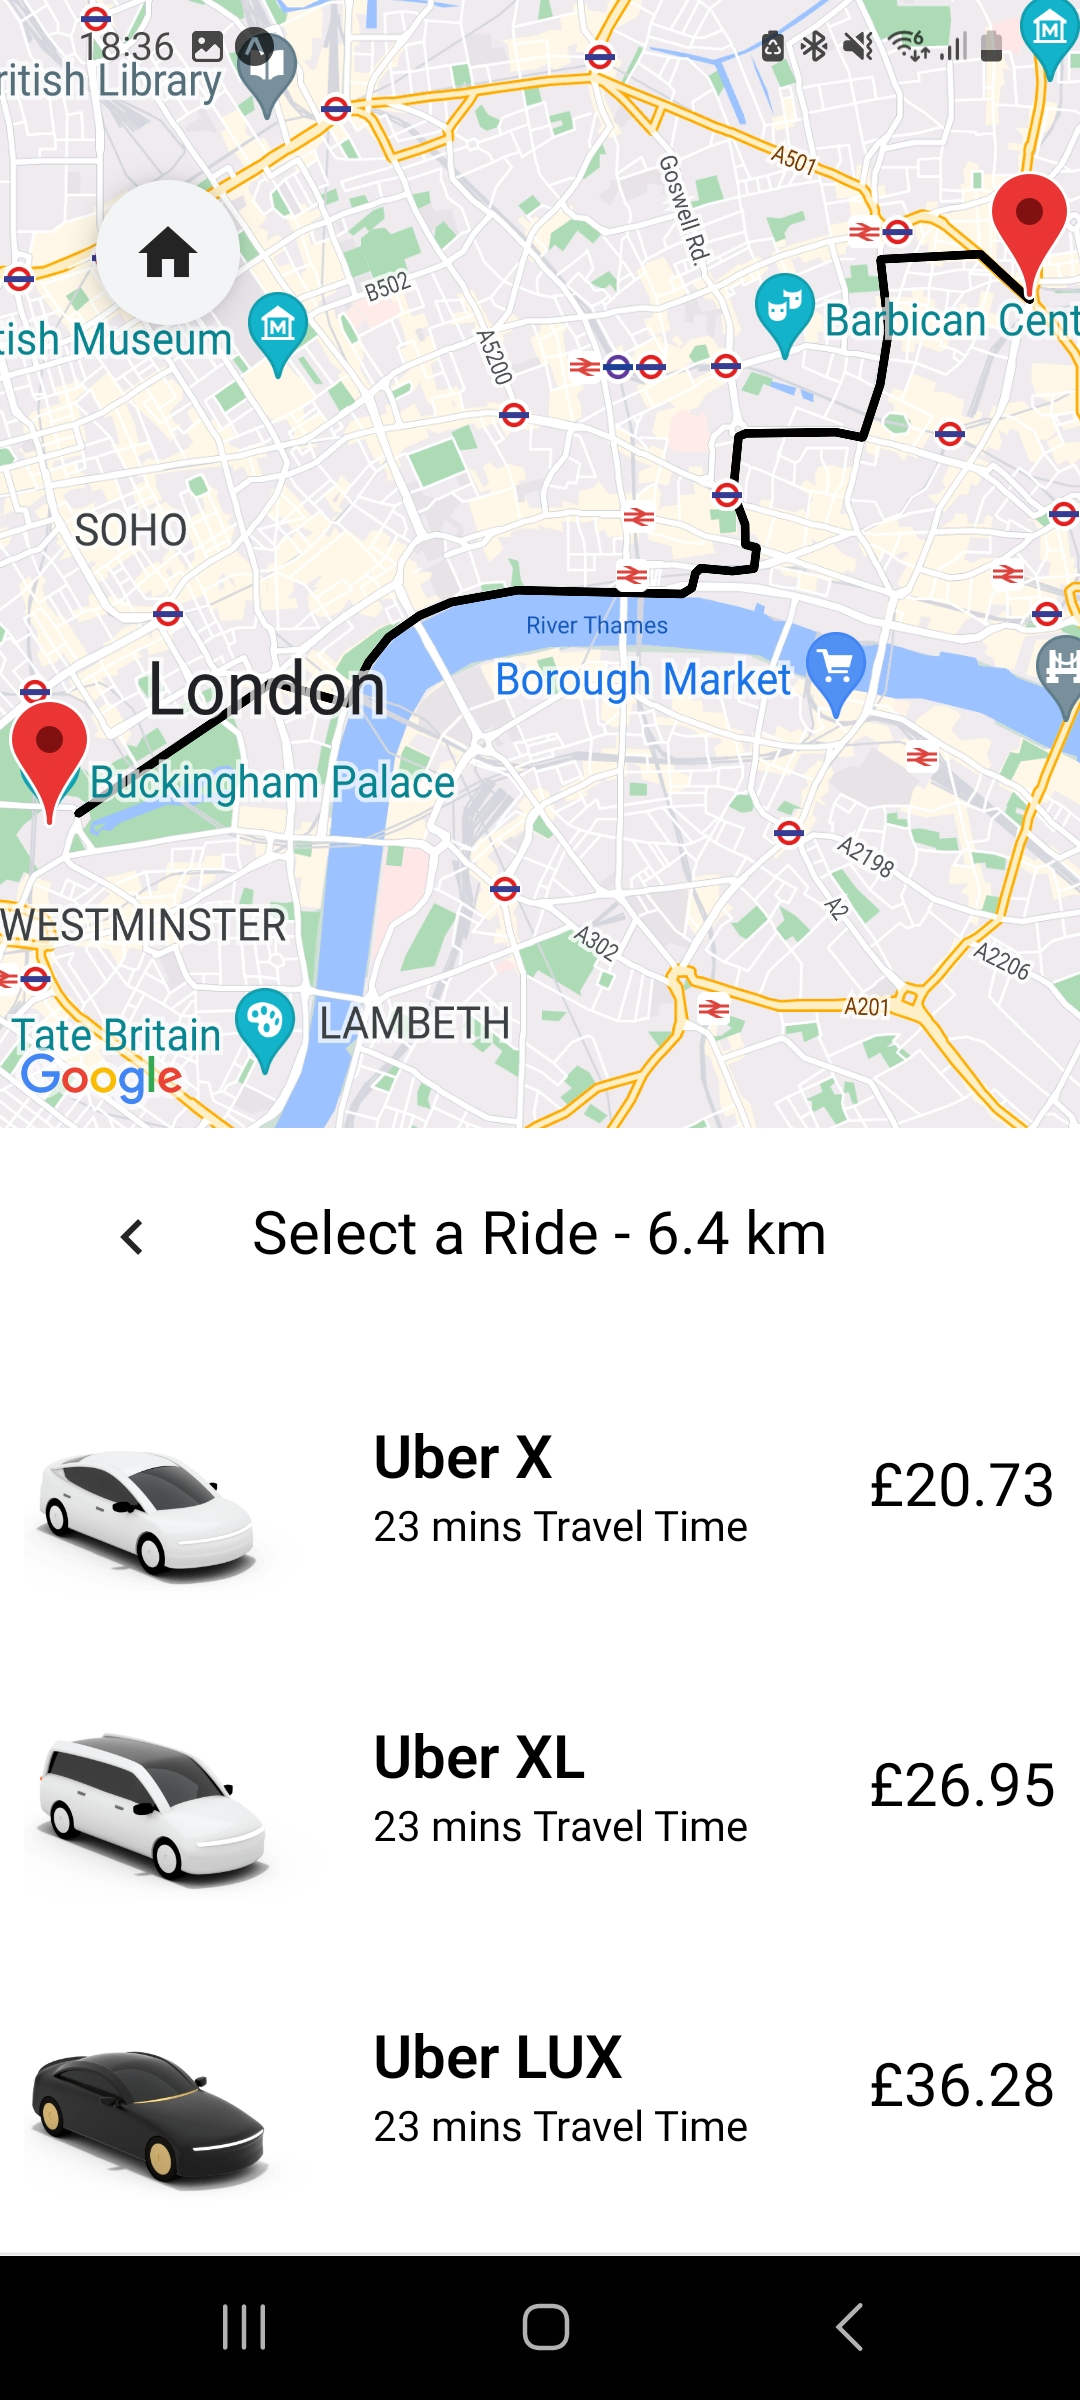 18:36
ritish Library
A501
Goswell Rd.
B502
tish Museum
A5200
Barbican Cent
SOHO
River Thames
London
Borough Market
Buckingham Palace
A2198
A2
WESTMINSTER
A302
A2206
Tate Britain
LAMBETH
A201
Google
Select a Ride - 6.4 km
Uber X
£20.73
23 mins Travel Time
Uber XL
£26.95
23 mins Travel Time
Uber LUX
£36.28
23 mins Travel Time